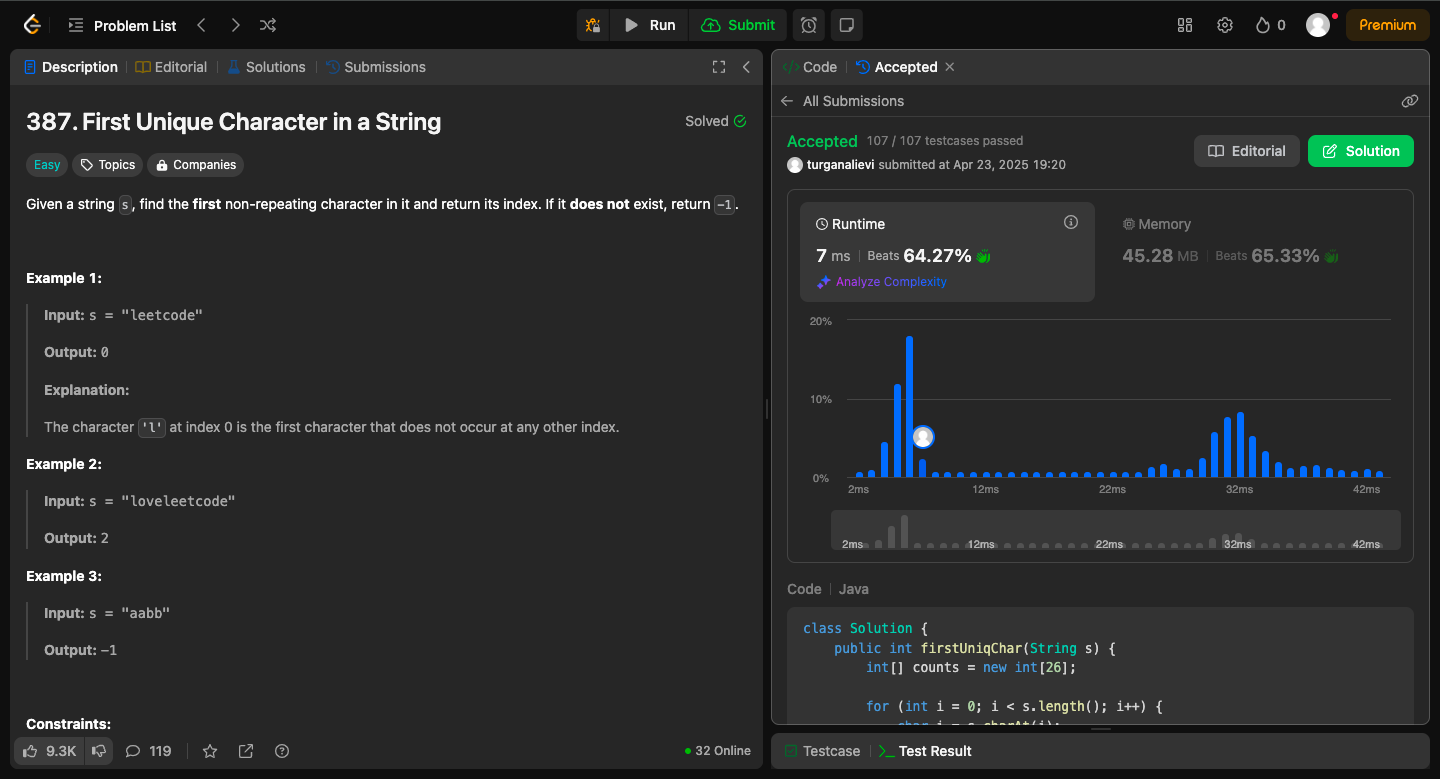 Problem List
Run
Submit
0
Premium
Description
Editorial
Solutions
Submissions
387. First Unique Character in a String
Solved
Easy
Topics
Companies
Given a string s, find the first non-repeating character in it and return its index. If it does not exist, return -1.
Example 1:
Input: s = "leetcode"
Output: 0
Explanation:
The character 'l' at index 0 is the first character that does not occur at any other index.
Example 2:
Input: s = "loveleetcode"
Output: 2
Example 3:
Input: s = "aabb"
Output: -1
Constraints:
9.3K
119
32 Online
Code
Accepted
All Submissions
Accepted 107 / 107 testcases passed
turganalievi submitted at Apr 23, 2025 19:20
Editorial
Solution
Runtime
7 ms Beats 64.27%
Analyze Complexity
Memory
45.28 MB Beats 65.33%
20%
10%
0%
2ms 12ms 22ms 32ms 42ms
2ms 12ms 22ms 32ms 42ms
Code Java
class Solution {
public int firstUniqChar(String s) {
int[] counts = new int[26];
for (int i = 0; i < s.length(); i++) {
Testcase
Test Result